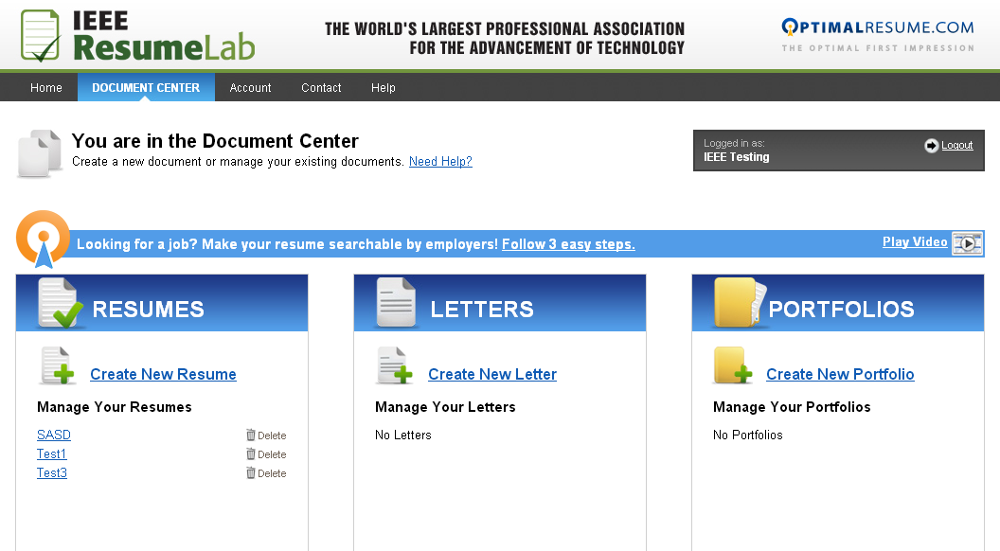 IEEE
ResumeLab
THE WORLD'S LARGEST PROFESSIONAL ASSOCIATION
FOR THE ADVANCEMENT OF TECHNOLOGY
OPTIMALRESUME.COM
THE OPTIMAL FIRST IMPRESSION
Home DOCUMENT CENTER Account Contact Help
You are in the Document Center
Create a new document or manage your existing documents. Need Help?
Logged in as:
IEEE Testing
Logout
Looking for a job? Make your resume searchable by employers! Follow 3 easy steps.
Play Video
RESUMES
Create New Resume
Manage Your Resumes
SASD Delete
Test1 Delete
Test3 Delete
LETTERS
Create New Letter
Manage Your Letters
No Letters
PORTFOLIOS
Create New Portfolio
Manage Your Portfolios
No Portfolios